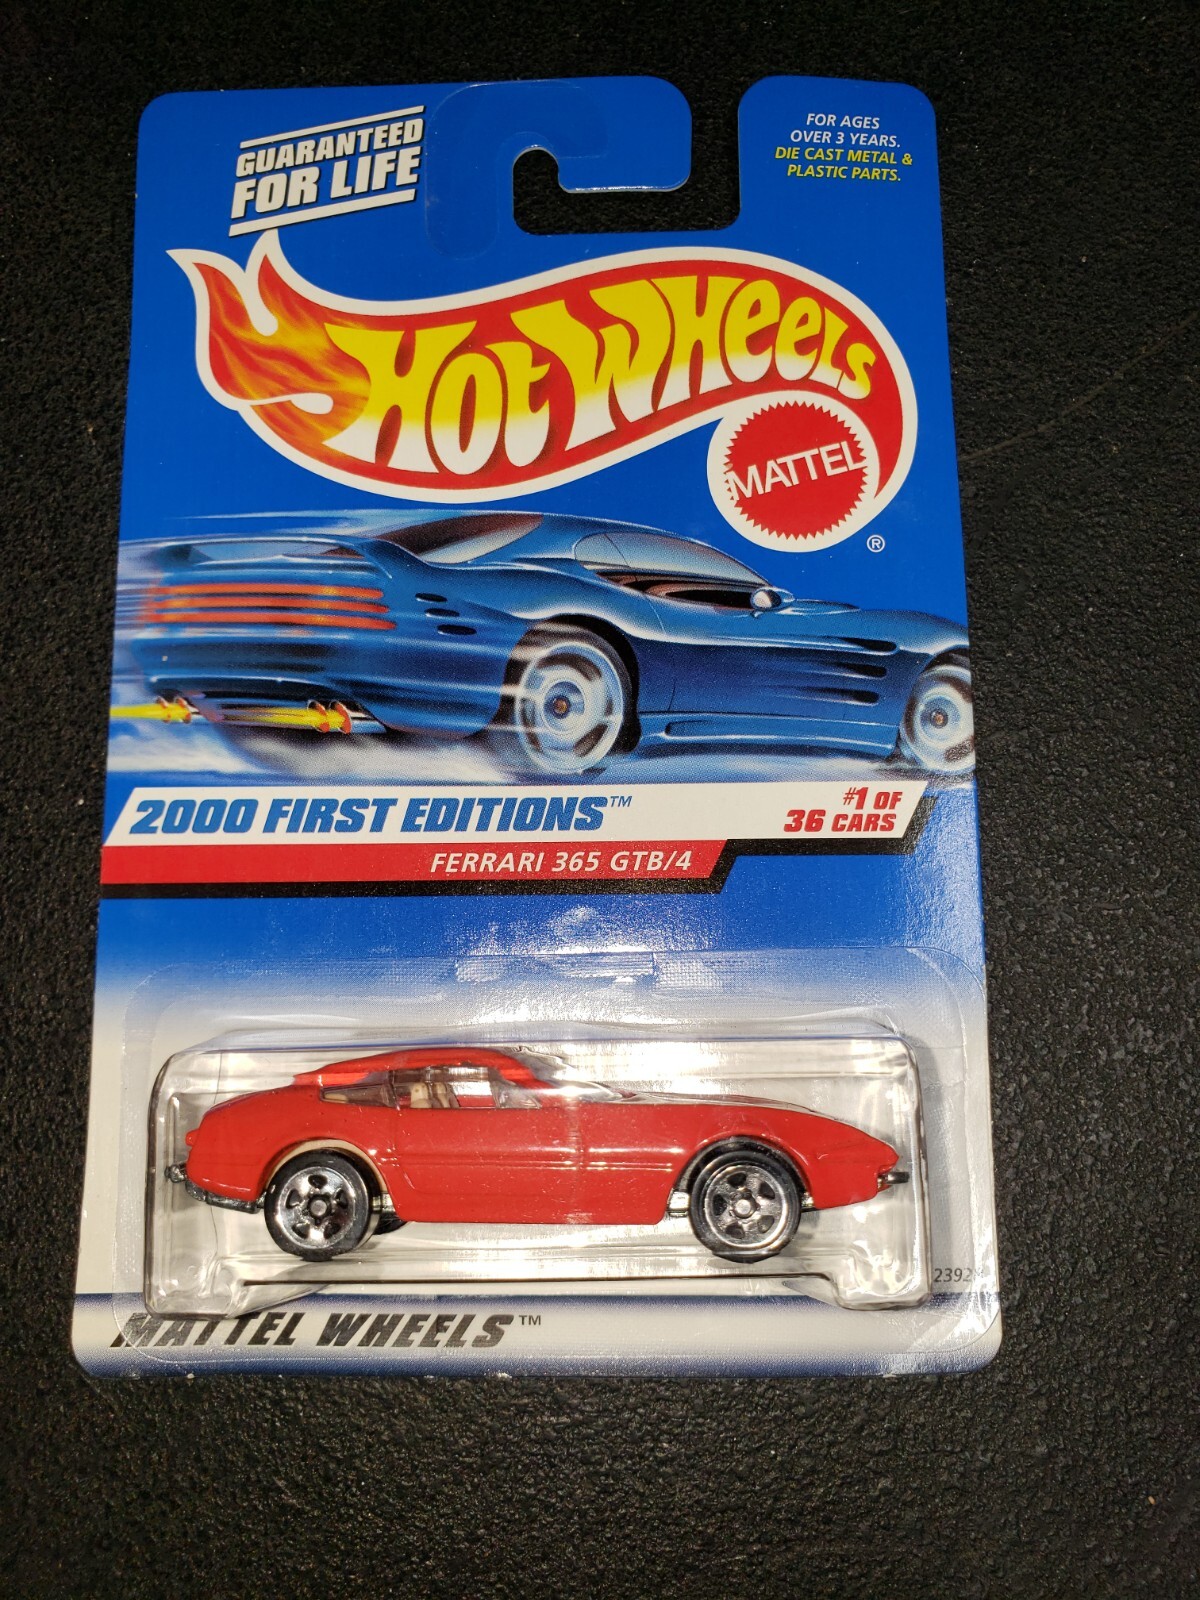 GUARANTEED
FOR LIFE
FOR AGES
OVER 3 YEARS.
DIE CAST METAL &
PLASTIC PARTS.
HOT WHEELS
MATTEL
®
2000 FIRST EDITIONS™
#1 OF
36 CARS
FERRARI 365 GTB/4
MATTEL WHEELS™